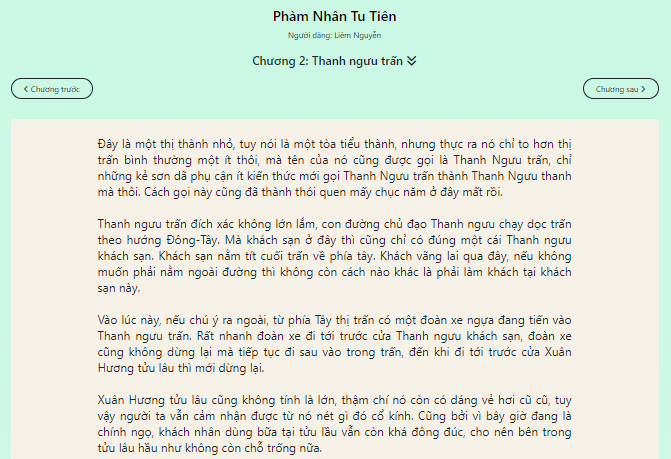 Phàm Nhân Tu Tiên
Người đăng: Liêm Nguyễn
Chương 2: Thanh ngưu trấn
Chương trước
Chương sau
Đây là một thị thành nhỏ, tuy nói là một tòa tiểu thành, nhưng thực ra nó chỉ to hơn thị
trấn bình thường một ít thôi, mà tên của nó cũng được gọi là Thanh Ngưu trấn, chỉ
những kẻ sơn dã phụ cận ít kiến thức mới gọi Thanh Ngưu trấn thành Thanh Ngưu thanh
mà thôi. Cách gọi này cũng đã thành thói quen mấy chục năm ở đây mất rồi.
Thanh ngưu trấn đích xác không lớn lắm, con đường chủ đạo Thanh ngưu chạy dọc trấn
theo hướng Đông-Tây. Mà khách sạn ở đây thì cũng chỉ có đúng một cái Thanh ngưu
khách sạn. Khách sạn nằm tít cuối trấn về phía tây. Khách vãng lai qua đây, nếu không
muốn phải nằm ngoài đường thì không còn cách nào khác là phải làm khách tại khách
sạn này.
Vào lúc này, nếu chú ý ra ngoài, từ phía Tây thị trấn có một đoàn xe ngựa đang tiến vào
Thanh ngưu trấn. Rất nhanh đoàn xe đi tới trước cửa Thanh ngưu khách sạn, đoàn xe
cũng không dừng lại mà tiếp tục đi sau vào trong trấn, đến khi đi tới trước cửa Xuân
Hương tửu lâu thì mới dừng lại.
Xuân Hương tửu lâu cũng không tính là lớn, thậm chí nó còn có dáng vẻ hơi cũ cũ, tuy
vậy người ta vẫn cảm nhận được từ nó nét gì đó cổ kính. Cũng bởi vì bây giờ đang là
chính ngọ, khách nhân dùng bữa tại tửu lầu vẫn còn khá đông đúc, cho nên bên trong
tửu lâu hầu như không còn chỗ trống nữa.